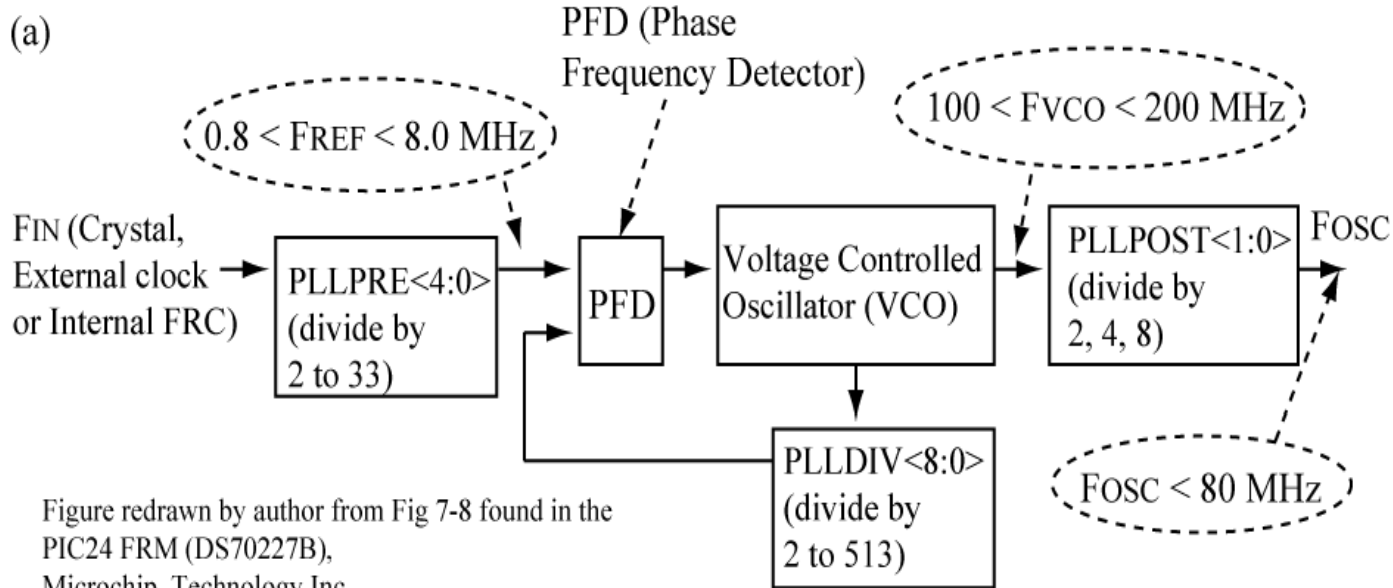 (a)
PFD (Phase
Frequency Detector)
0.8 < FREF < 8.0 MHz
100 < FVCO < 200 MHz
FIN (Crystal,
External clock
or Internal FRC)
PLLPRE<4:0>
(divide by
2 to 33)
PFD
Voltage Controlled
Oscillator (VCO)
PLLPOST<1:0>
(divide by
2, 4, 8)
FOSC
PLLDIV<8:0>
(divide by
2 to 513)
FOSC < 80 MHz
Figure redrawn by author from Fig 7-8 found in the
PIC24 FRM (DS70227B),
Microchip Technology Inc